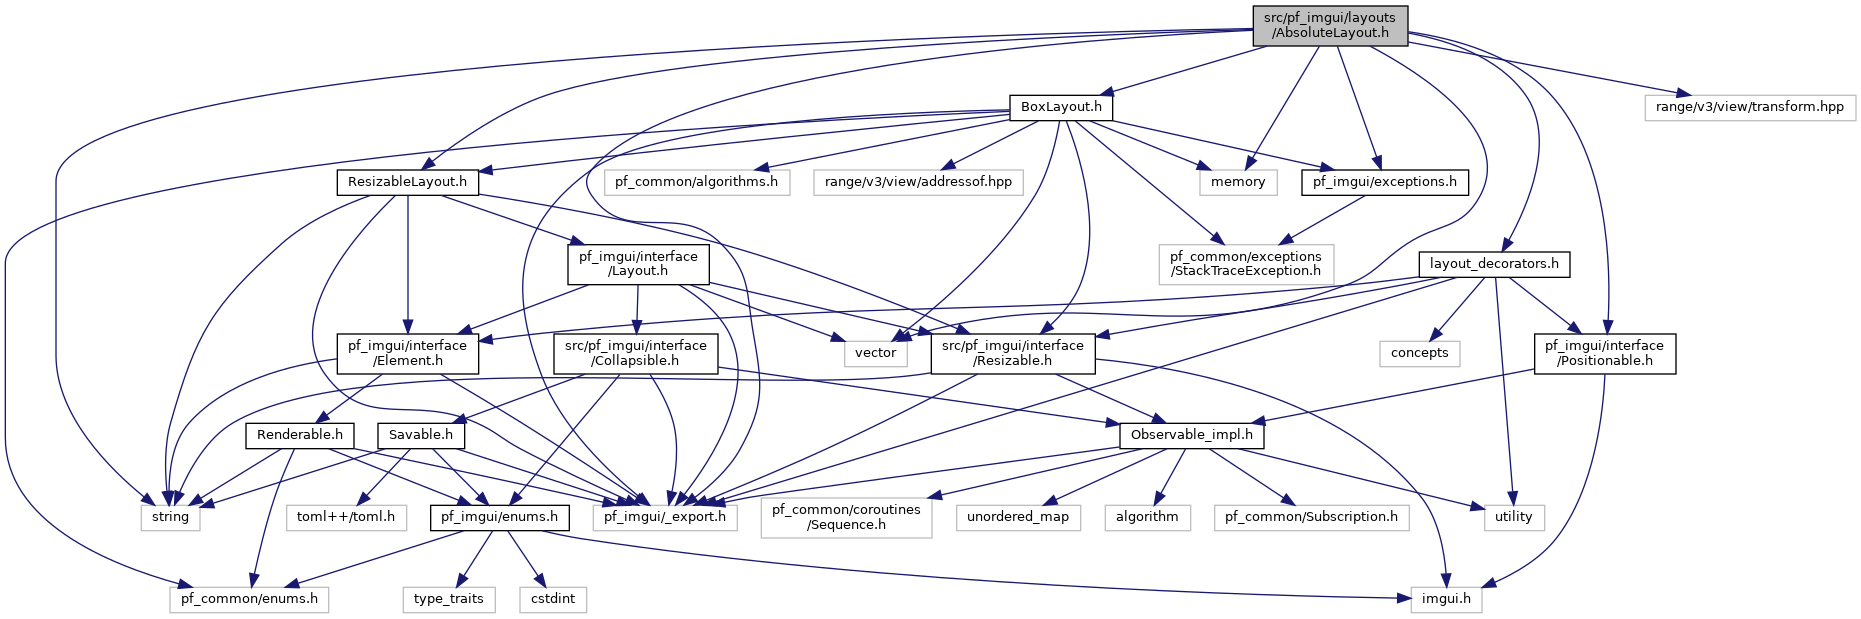 src/pf_imgui/layouts
/AbsoluteLayout.h
BoxLayout.h
range/v3/view/transform.hpp
ResizableLayout.h
pf_common/algorithms.h
range/v3/view/addressof.hpp
memory
pf_imgui/exceptions.h
pf_imgui/interface
/Layout.h
pf_common/exceptions
/StackTraceException.h
layout_decorators.h
pf_imgui/interface
/Element.h
src/pf_imgui/interface
/Collapsible.h
vector
src/pf_imgui/interface
/Resizable.h
concepts
pf_imgui/interface
/Positionable.h
Renderable.h
Savable.h
Observable_impl.h
string
toml++/toml.h
pf_imgui/enums.h
pf_imgui/_export.h
pf_common/coroutines
/Sequence.h
unordered_map
algorithm
pf_common/Subscription.h
utility
pf_common/enums.h
type_traits
cstdint
imgui.h